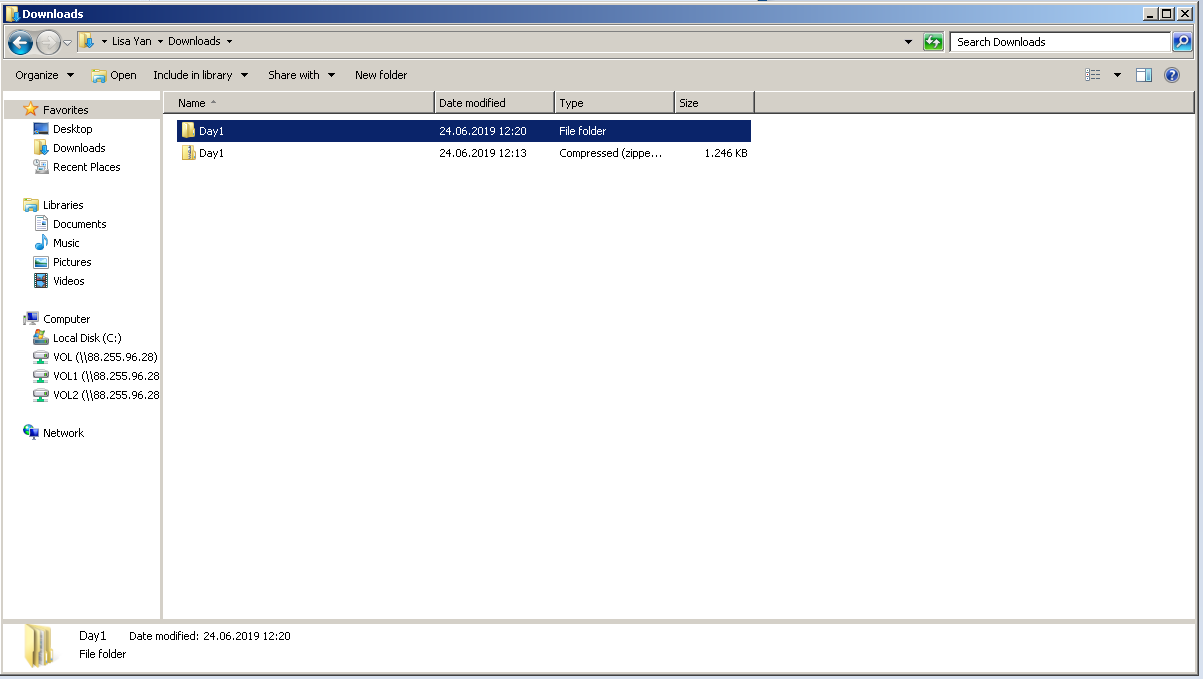 Downloads
Lisa Yan Downloads Search Downloads
Organize Open Include in library Share with New folder
Favorites
Desktop
Downloads
Recent Places
Libraries
Documents
Music
Pictures
Videos
Computer
Local Disk (C:)
VOL (\\88.255.96.28)
VOL1 (\\88.255.96.28
VOL2 (\\88.255.96.28
Network
Name Date modified Type Size
Day1 24.06.2019 12:20 File folder
Day1 24.06.2019 12:13 Compressed (zippe... 1.246 KB
Day1 Date modified: 24.06.2019 12:20
File folder